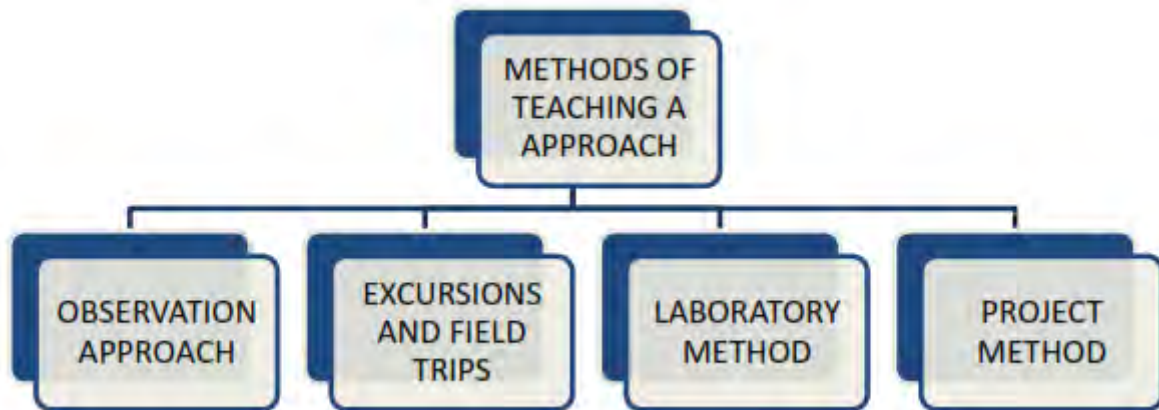 METHODS OF
TEACHING A
APPROACH
OBSERVATION
APPROACH
EXCURSIONS
AND FIELD
TRIPS
LABORATORY
METHOD
PROJECT
METHOD